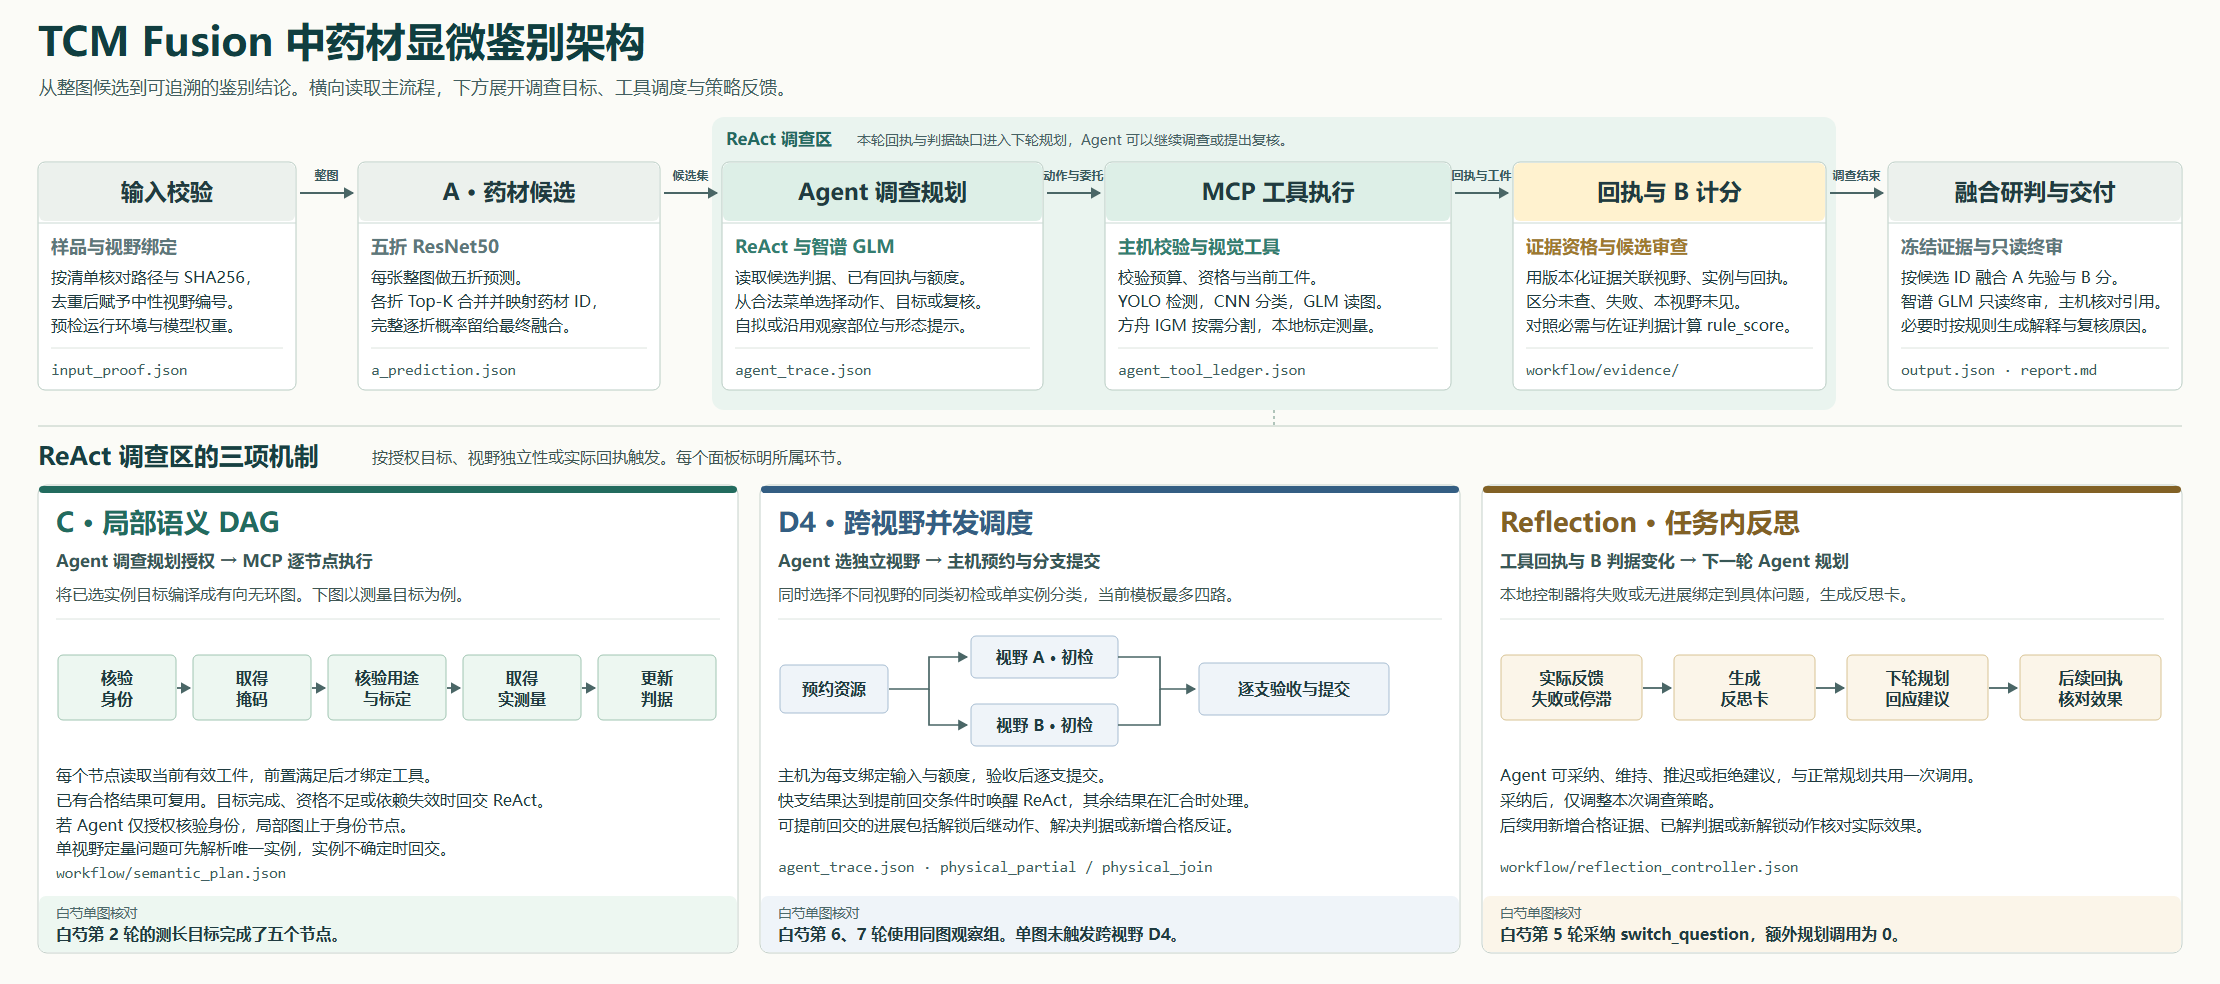 TCM Fusion 中药材显微鉴别架构
从整图候选到可追溯的鉴别结论。横向读取主流程，下方展开调查目标、工具调度与策略反馈。
ReAct 调查区 本轮回执与判据缺口进入下轮规划，Agent 可以继续调查或提出复核。
输入校验
样品与视野绑定
按清单核对路径与 SHA256，
去重后赋予中性视野编号。
预检运行环境与模型权重。
input_proof.json
整图
A • 药材候选
五折 ResNet50
每张整图做五折预测。
各折 Top-K 合并并映射药材 ID，
完整逐折概率留给最终融合。
a_prediction.json
候选集
Agent 调查规划
ReAct 与智谱 GLM
读取候选判据、已有回执与额度。
从合法菜单选择动作、目标或复核。
自拟或沿用观察部位与形态提示。
agent_trace.json
动作与委托
MCP 工具执行
主机校验与视觉工具
校验预算、资格与当前工件。
YOLO 检测，CNN 分类，GLM 读图。
方舟 IGM 按需分割，本地标定测量。
agent_tool_ledger.json
回执与工件
回执与 B 计分
证据资格与候选审查
用版本化证据关联视野、实例与回执。
区分未查、失败、本视野未见。
对照必需与佐证判据计算 rule_score。
workflow/evidence/
调查结束
融合研判与交付
冻结证据与只读终审
按候选 ID 融合 A 先验与 B 分。
智谱 GLM 只读终审，主机核对引用。
必要时按规则生成解释与复核原因。
output.json · report.md
ReAct 调查区的三项机制 按授权目标、视野独立性或实际回执触发。每个面板标明所属环节。
C • 局部语义 DAG
Agent 调查规划授权 → MCP 逐节点执行
将已选实例目标编译成有向无环图。下图以测量目标为例。
核验
身份
取得
掩码
核验用途
与标定
取得
实测量
更新
判据
每个节点读取当前有效工件，前置满足后才绑定工具。
已有合格结果可复用。目标完成、资格不足或依赖失效时回交 ReAct。
若 Agent 仅授权核验身份，局部图止于身份节点。
单视野定量问题可先解析唯一实例，实例不确定时回交。
workflow/semantic_plan.json
白芍单图核对
白芍第 2 轮的测长目标完成了五个节点。
D4 • 跨视野并发调度
Agent 选独立视野 → 主机预约与分支提交
同时选择不同视野的同类初检或单实例分类，当前模板最多四路。
预约资源
视野 A • 初检
视野 B • 初检
逐支验收与提交
主机为每支绑定输入与额度，验收后逐支提交。
快支结果达到提前回交条件时唤醒 ReAct，其余结果在汇合时处理。
可提前回交的进展包括解锁后继动作、解决判据或新增合格反证。
agent_trace.json · physical_partial / physical_join
白芍单图核对
白芍第 6、7 轮使用同图观察组。单图未触发跨视野 D4。
Reflection • 任务内反思
工具回执与 B 判据变化 → 下一轮 Agent 规划
本地控制器将失败或无进展绑定到具体问题，生成反思卡。
实际反馈
失败或停滞
生成
反思卡
下轮规划
回应建议
后续回执
核对效果
Agent 可采纳、维持、推迟或拒绝建议，与正常规划共用一次调用。
采纳后，仅调整本次调查策略。
后续用新增合格证据、已解判据或新解锁动作核对实际效果。
workflow/reflection_controller.json
白芍单图核对
白芍第 5 轮采纳 switch_question，额外规划调用为 0。